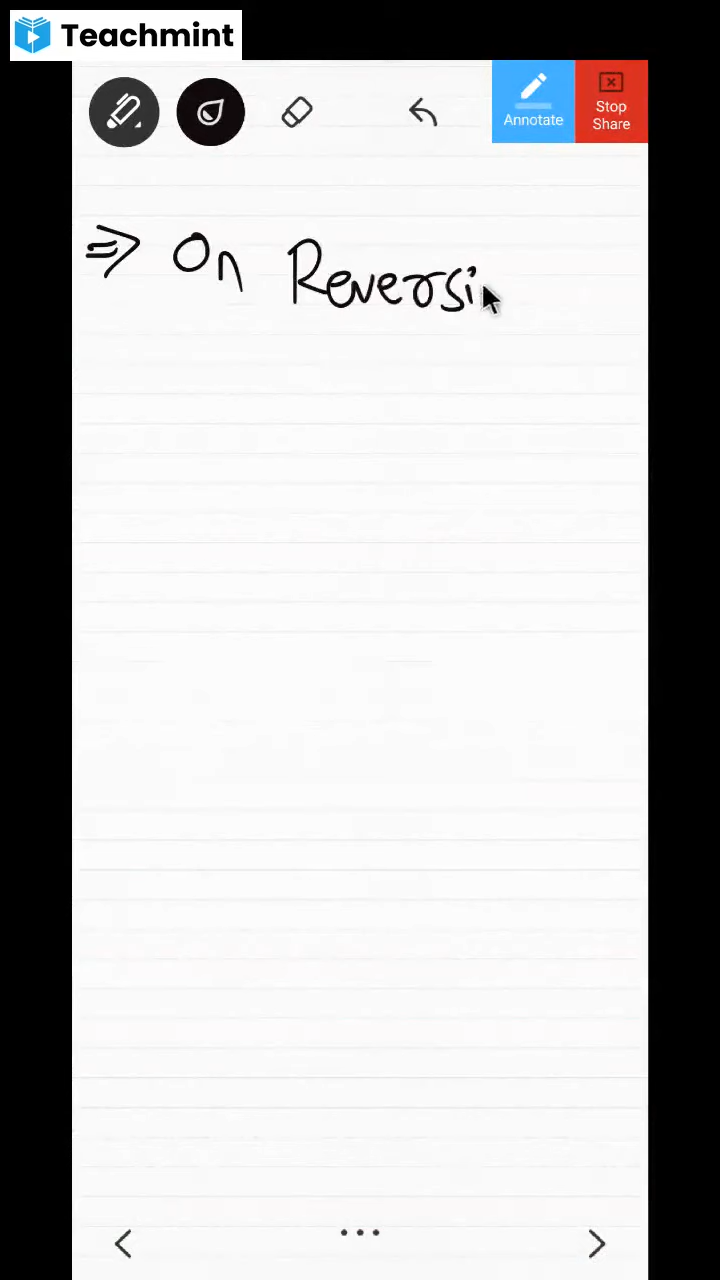 Teachmint
Annotate
Stop
Share
⇒ On Reversi